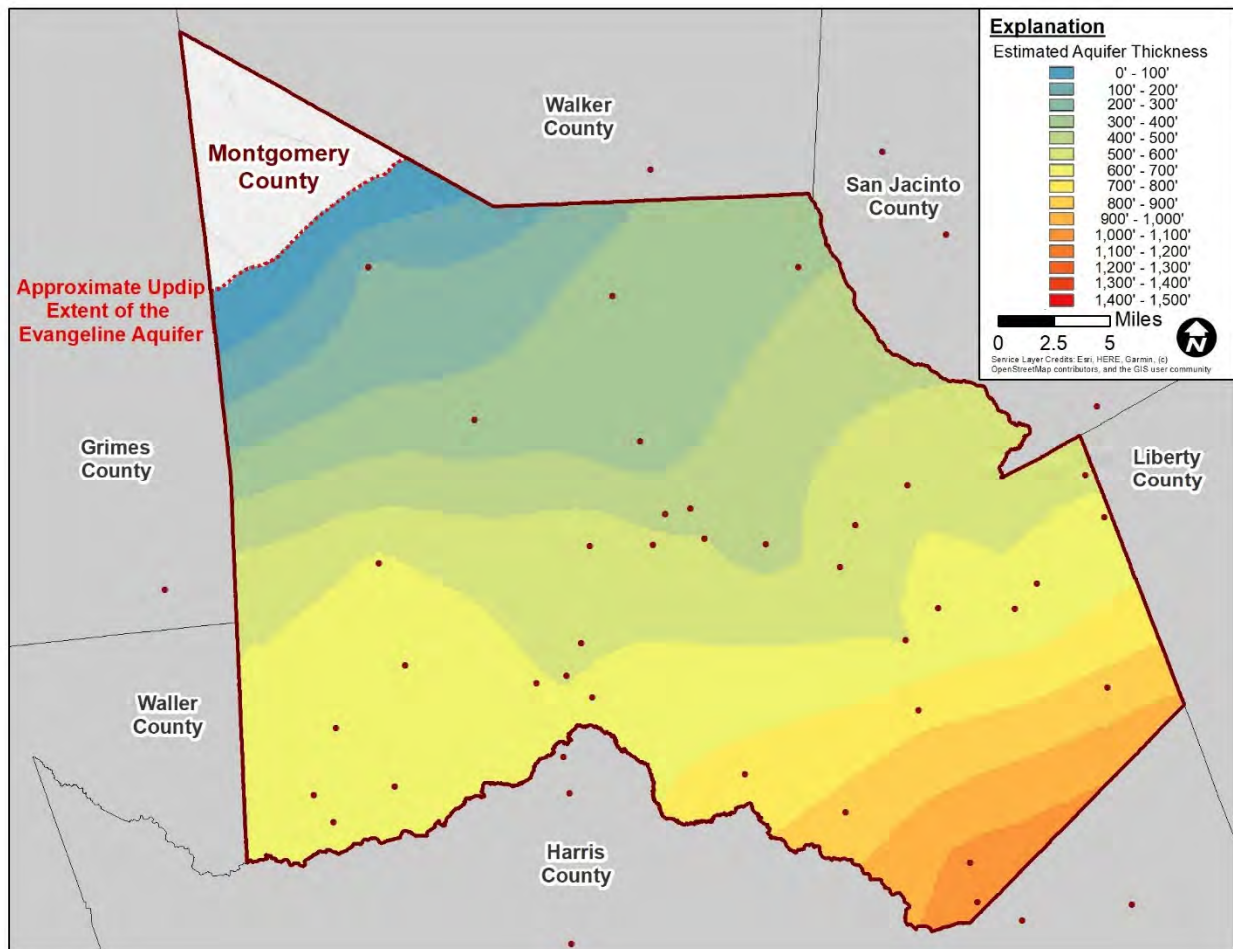 Explanation
Estimated Aquifer Thickness
0' - 100'
100' - 200'
200' - 300'
300' - 400'
400' - 500'
500' - 600'
600' - 700'
700' - 800'
800' - 900'
900' - 1,000'
1,000' - 1,100'
1,100' - 1,200'
1,200' - 1,300'
1,300' - 1,400'
1,400' - 1,500'
Miles
0 2.5 5
N
Service Layer Credits: Esri, HERE, Garmin, (c)
OpenStreetMap contributors, and the GIS user community
Walker
County
Montgomery
County
San Jacinto
County
Approximate Updip
Extent of the
Evangeline Aquifer
Grimes
County
Liberty
County
Waller
County
Harris
County